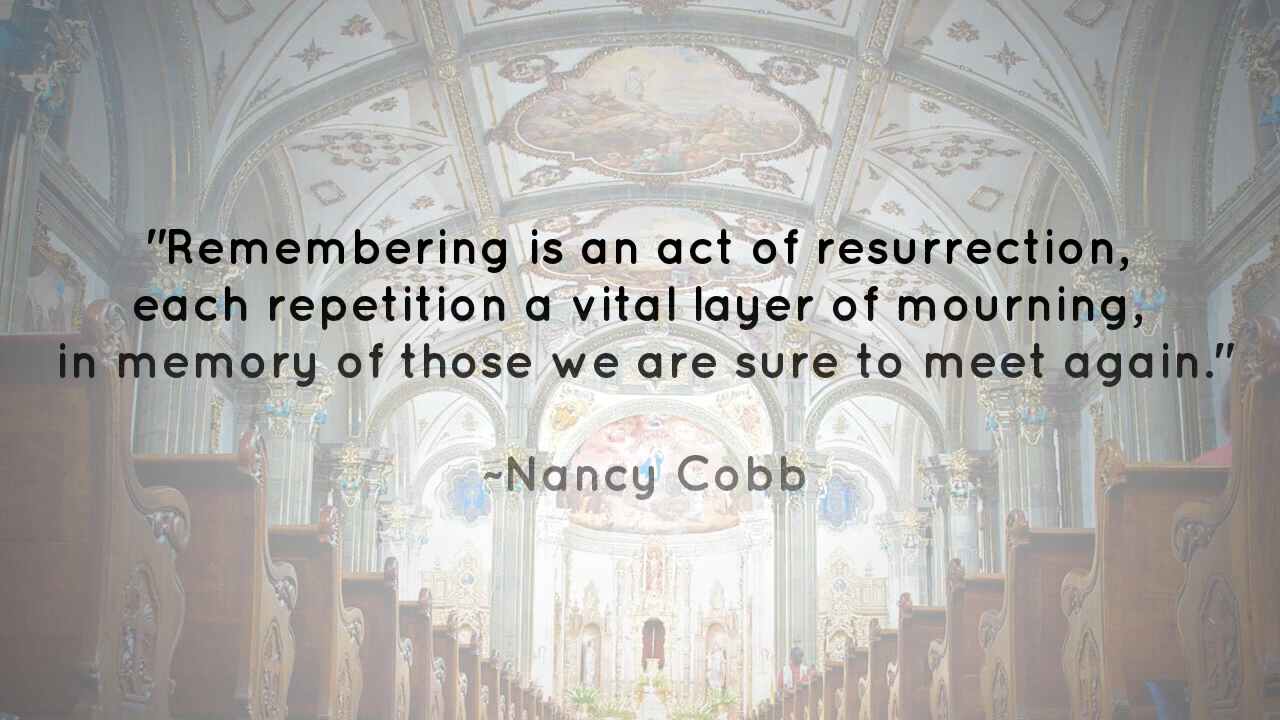 "Remembering is an act of resurrection,
each repetition a vital layer of mourning,
in memory of those we are sure to meet again."
~Nancy Cobb